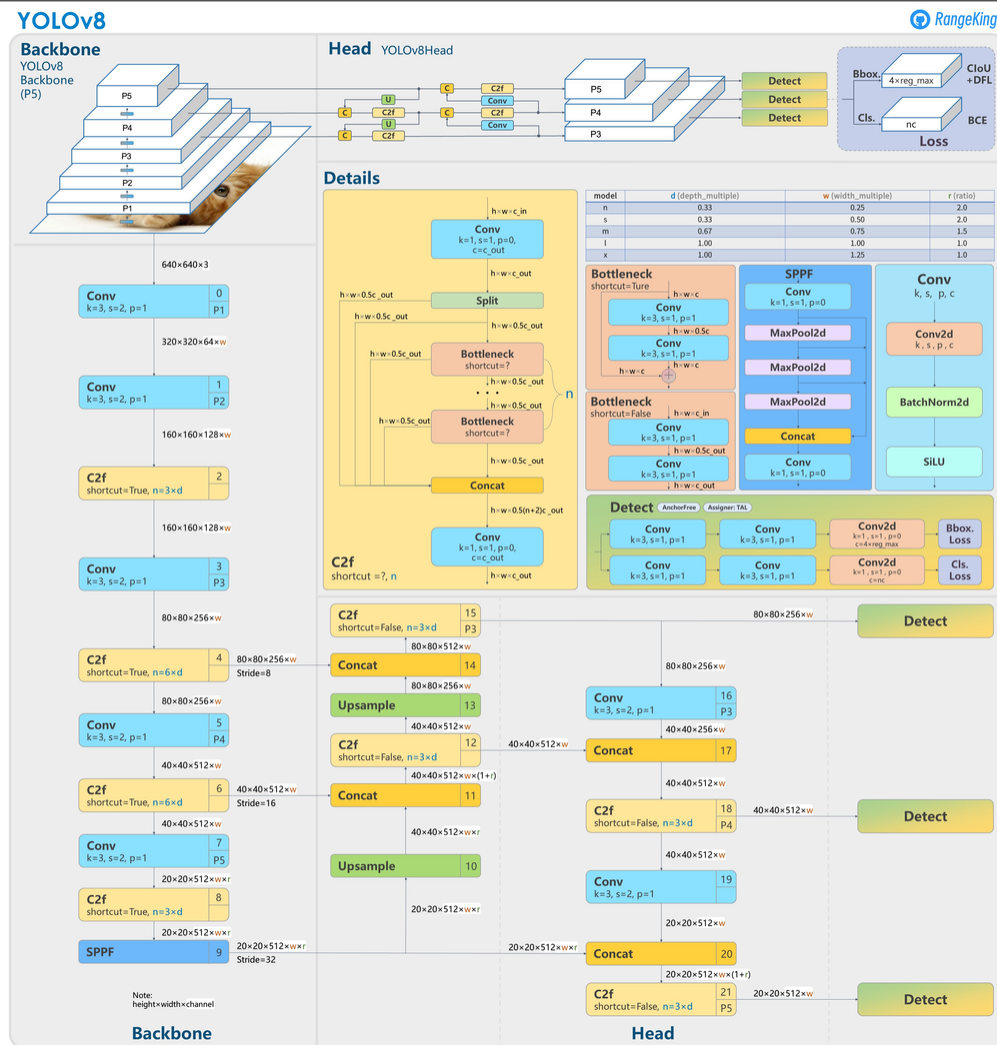 YOLOv8
RangeKing
Backbone
YOLOv8
Backbone
(P5)
P5
P4
P3
P2
P1
Head YOLOv8Head
C
C2f
U
Conv
C
C2f
C
C2f
U
Conv
C
C2f
P5
P4
P3
Detect
Detect
Detect
Bbox.
4×reg_max
CIoU
+DFL
Cls.
nc
BCE
Loss
Details
h×w×c_in
Conv
k=1, s=1, p=0,
c=c_out
h×w×c_out
h×w×0.5c_out
Split
h×w×0.5c_out
h×w×0.5c_out
h×w×0.5c_out
Bottleneck
shortcut=?
h×w×0.5c_out
• • •
n
h×w×0.5c_out
h×w×0.5c_out
Bottleneck
shortcut=?
h×w×0.5c_out
Concat
h×w×0.5(n+2)c_out
Conv
k=1, s=1, p=0,
c=c_out
C2f
shortcut =?, n
h×w×c_out
model d (depth_multiple) w (width_multiple) r (ratio)
n 0.33 0.25 2.0
s 0.33 0.50 2.0
m 0.67 0.75 1.5
l 1.00 1.00 1.0
x 1.00 1.25 1.0
Bottleneck
shortcut=Ture
h×w×c
Conv
k=3, s=1, p=1
h×w×0.5c
Conv
k=3, s=1, p=1
h×w×c
h×w×c
+
Bottleneck
shortcut=False
h×w×c_in
Conv
k=3, s=1, p=1
h×w×0.5c_out
Conv
k=3, s=1, p=1
h×w×c_out
SPPF
Conv
k=1, s=1, p=0
MaxPool2d
MaxPool2d
MaxPool2d
Concat
Conv
k=1, s=1, p=0
Conv
k, s, p, c
Conv2d
k, s, p, c
BatchNorm2d
SiLU
Detect AnchorFree Assigner: TAL
Conv
k=3, s=1, p=1
Conv
k=3, s=1, p=1
Conv2d
k=1, s=1, p=0
c=4×reg_max
Bbox.
Loss
Conv
k=3, s=1, p=1
Conv
k=3, s=1, p=1
Conv2d
k=1, s=1, p=0
c=nc
Cls.
Loss
640×640×3
Conv
k=3, s=2, p=1
0
P1
320×320×64×w
Conv
k=3, s=2, p=1
1
P2
160×160×128×w
C2f
shortcut=True, n=3×d
2
160×160×128×w
Conv
k=3, s=2, p=1
3
P3
80×80×256×w
C2f
shortcut=True, n=6×d
4
80×80×256×w
Stride=8
80×80×256×w
Conv
k=3, s=2, p=1
5
P4
40×40×512×w
C2f
shortcut=True, n=6×d
6
40×40×512×w
Stride=16
40×40×512×w
Conv
k=3, s=2, p=1
7
P5
20×20×512×w×r
C2f
shortcut=True, n=3×d
8
20×20×512×w×r
SPPF
9
20×20×512×w×r
Stride=32
Note:
height×width×channel
Backbone
C2f
shortcut=False, n=3×d
15
P3
80×80×512×w
Concat
14
80×80×256×w
Upsample
13
40×40×512×w
C2f
shortcut=False, n=3×d
12
40×40×512×w
40×40×512×w×(1+r)
Concat
11
40×40×512×w×r
Upsample
10
20×20×512×w×r
80×80×256×w
Detect
80×80×256×w
Conv
k=3, s=2, p=1
16
P3
40×40×256×w
Concat
17
40×40×512×w
C2f
shortcut=False, n=3×d
18
P4
40×40×512×w
Detect
40×40×512×w
Conv
k=3, s=2, p=1
19
20×20×512×w
20×20×512×w×r
Concat
20
20×20×512×w×(1+r)
C2f
shortcut=False, n=3×d
21
P5
20×20×512×w
Detect
Head